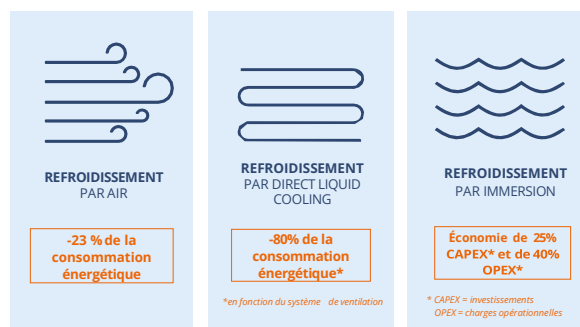 REFROIDISSEMENT
PAR AIR
-23 % de la
consommation
énergétique
REFROIDISSEMENT
PAR DIRECT LIQUID
COOLING
-80% de la
consommation
énergétique*
*en fonction du système de ventilation
REFROIDISSEMENT
PAR IMMERSION
Économie de 25%
CAPEX* et de 40%
OPEX*
* CAPEX = investissements
OPEX = charges opérationnelles